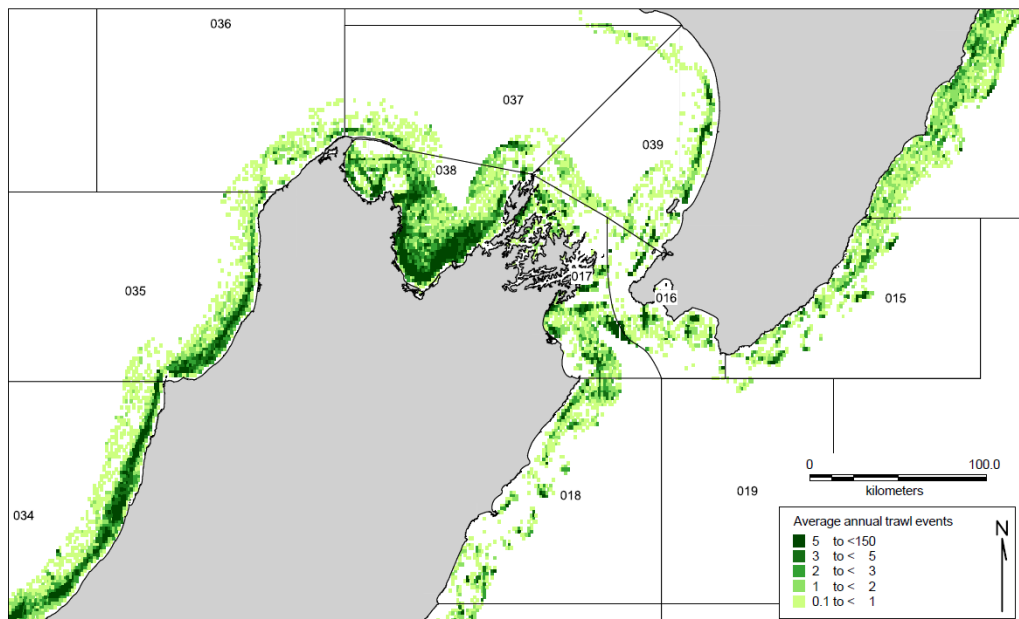 036
037
039
038
035
017
016
015
034
018
019
0 100.0
kilometers
Average annual trawl events
5 to <150
3 to < 5
2 to < 3
1 to < 2
0.1 to < 1
N